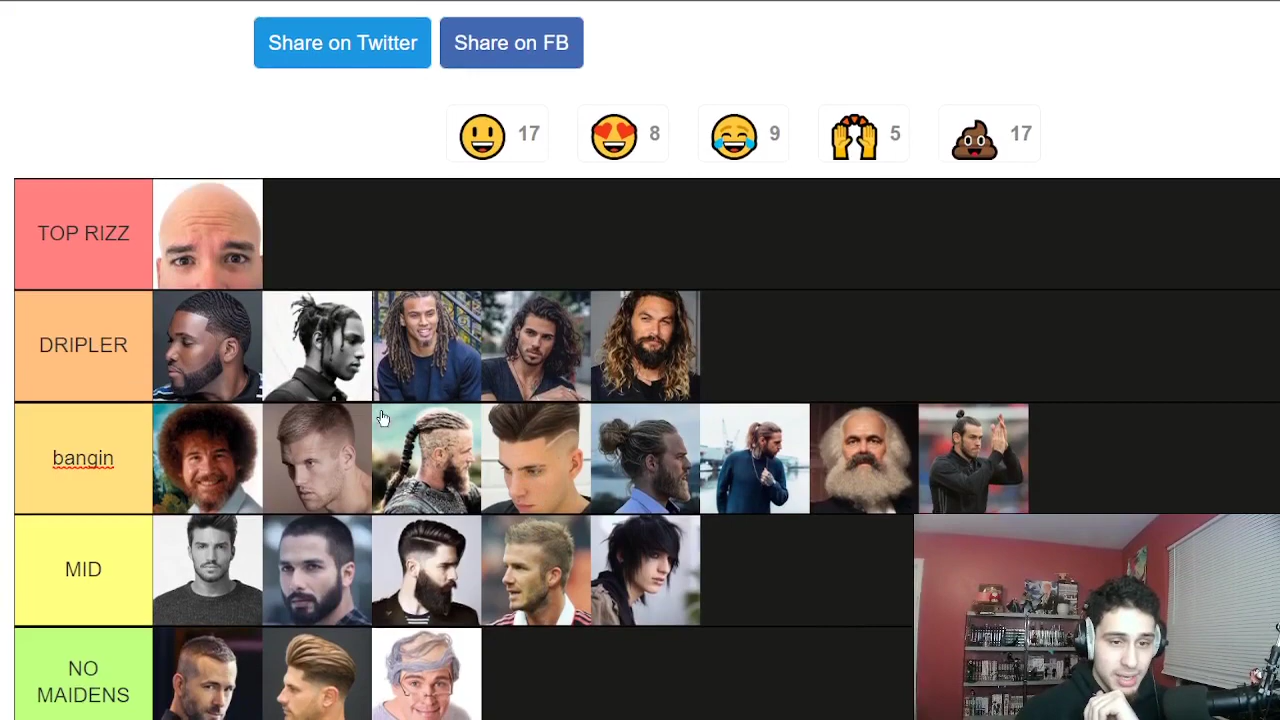 Share on Twitter
Share on FB
17
8
9
5
17
TOP RIZZ
DRIPLER
bangin
MID
NO
MAIDENS